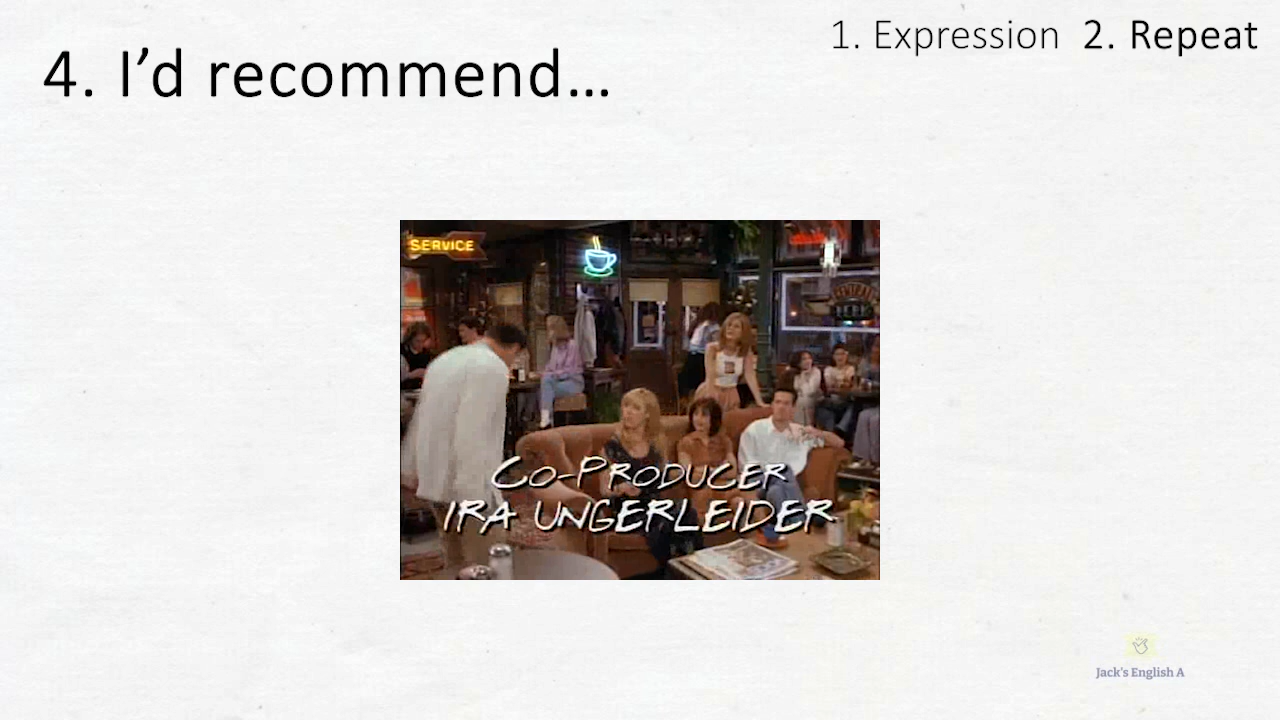 1. Expression 2. Repeat
4. I’d recommend…
SERVICE
CO-PRODUCER
IRA UNGERLEIDER
Jack's English A